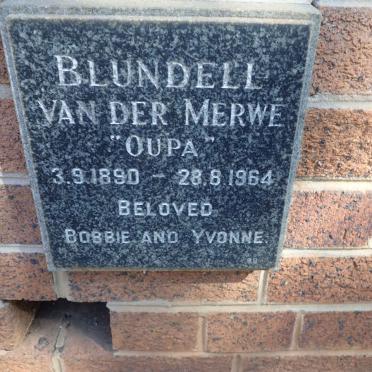 BLUNDELL
VAN DER MERWE
"OUPA"
3.9.1890 - 28.8.1964
BELOVED
BOBBIE AND YVONNE